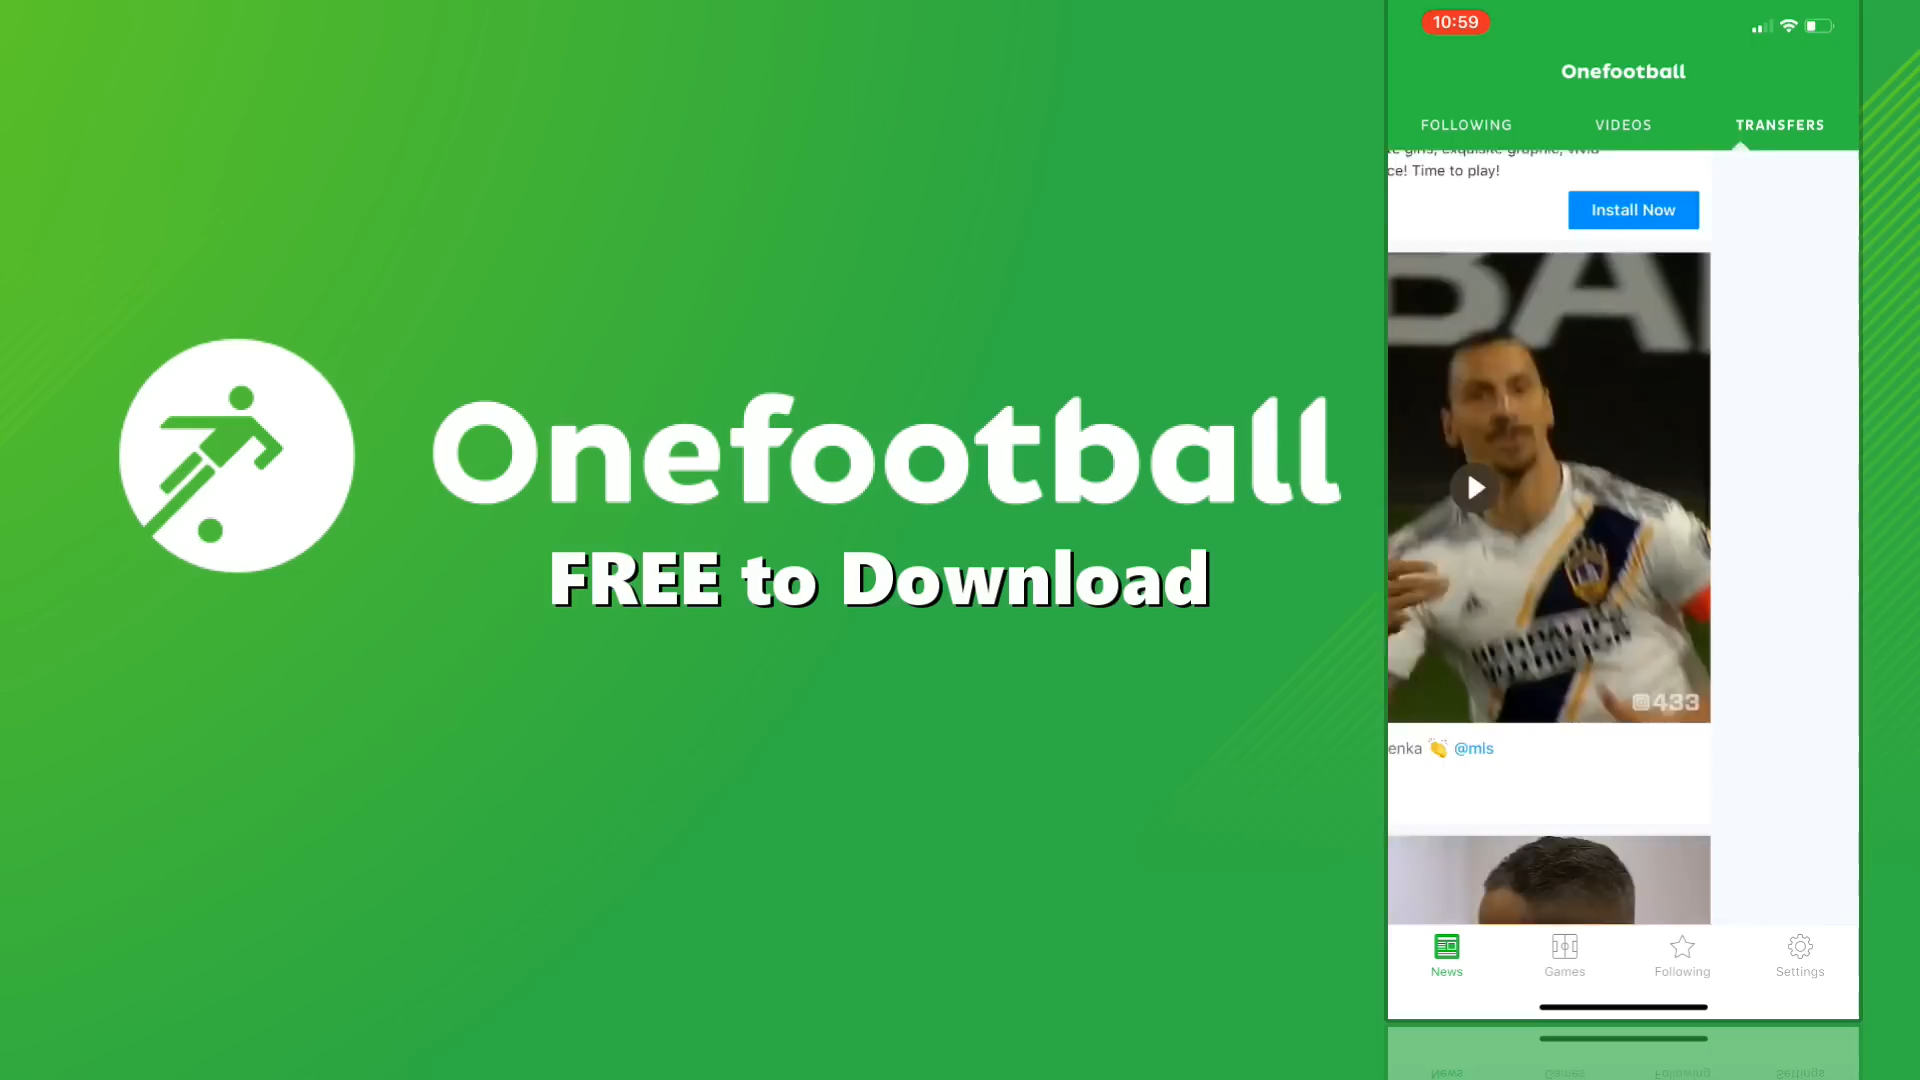 Onefootball
FREE to Download
10:59
Onefootball
FOLLOWING VIDEOS TRANSFERS
ce! Time to play!
Install Now
BA
@433
enka 👏 @mls
News Games Following Settings